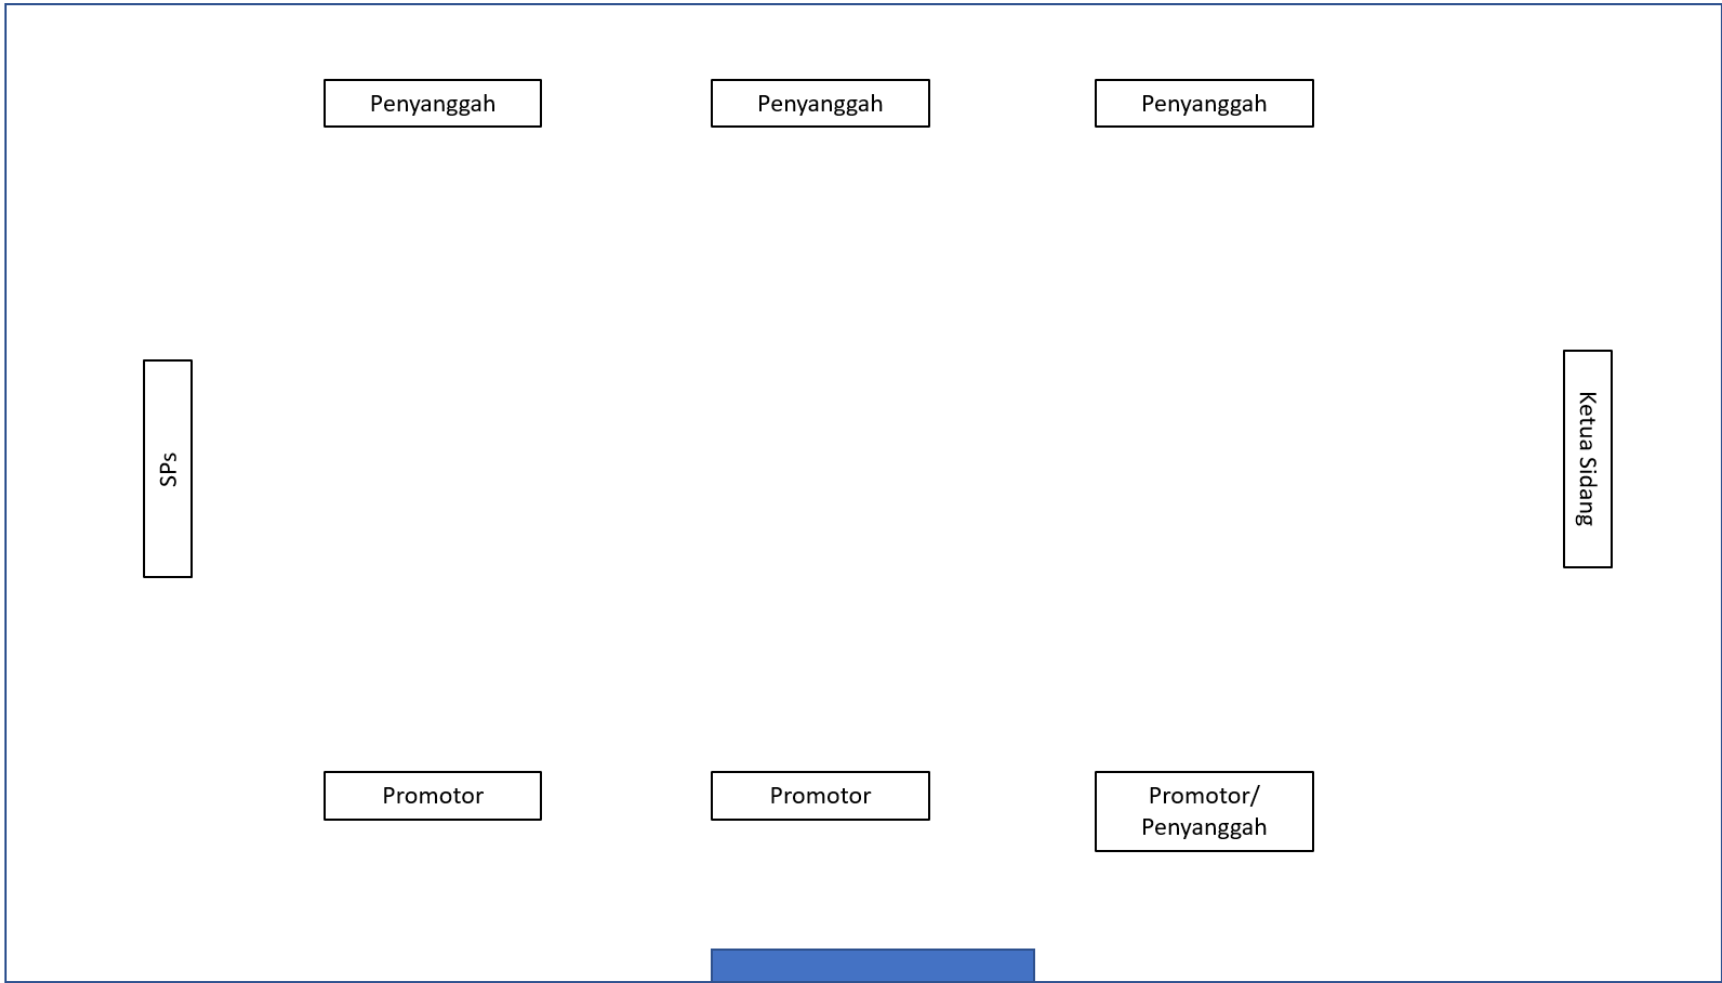 Penyanggah
Penyanggah
Penyanggah
SPs
Ketua Sidang
Promotor
Promotor
Promotor/
Penyanggah